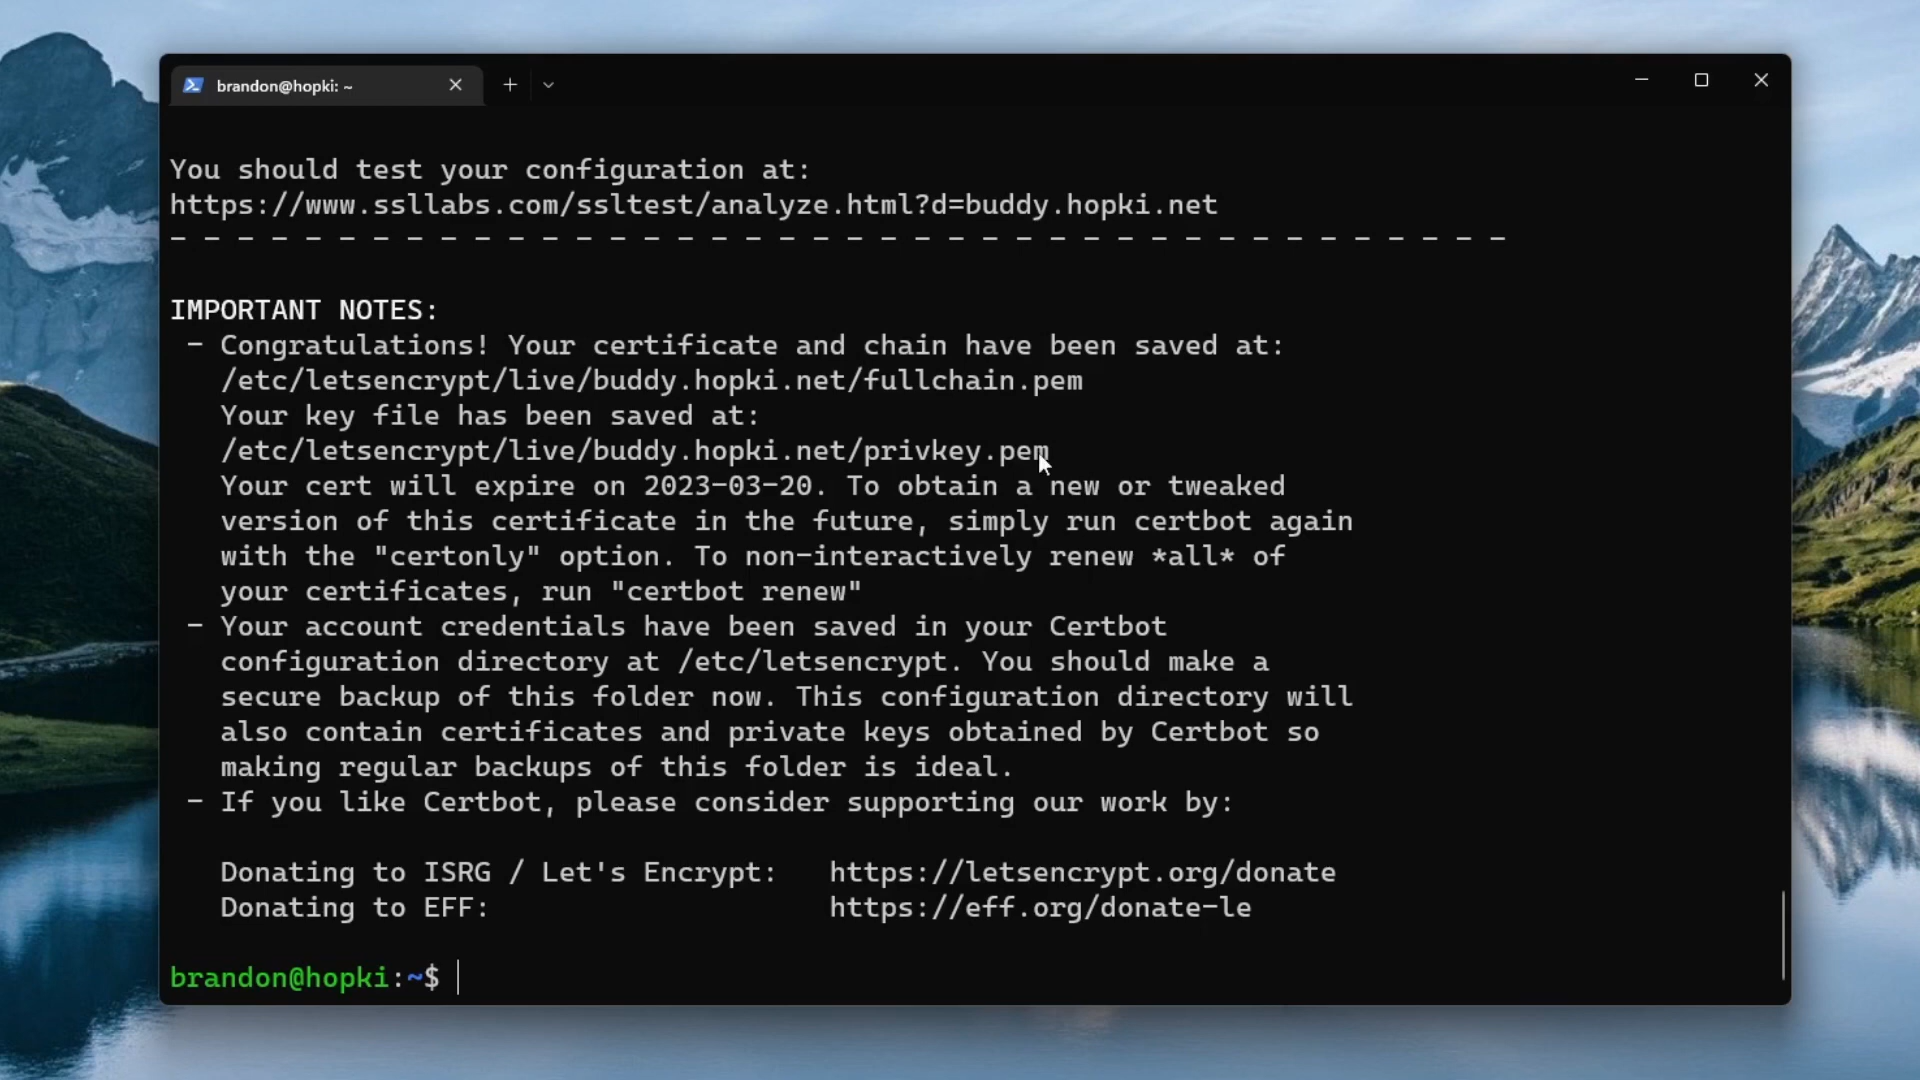 brandon@hopki: ~
You should test your configuration at:
https://www.ssllabs.com/ssltest/analyze.html?d=buddy.hopki.net
- - - - - - - - - - - - - - - - - - - - - - - - - - - - - - - - - - - - - - - -
IMPORTANT NOTES:
- Congratulations! Your certificate and chain have been saved at:
/etc/letsencrypt/live/buddy.hopki.net/fullchain.pem
Your key file has been saved at:
/etc/letsencrypt/live/buddy.hopki.net/privkey.pem
Your cert will expire on 2023-03-20. To obtain a new or tweaked
version of this certificate in the future, simply run certbot again
with the "certonly" option. To non-interactively renew *all* of
your certificates, run "certbot renew"
- Your account credentials have been saved in your Certbot
configuration directory at /etc/letsencrypt. You should make a
secure backup of this folder now. This configuration directory will
also contain certificates and private keys obtained by Certbot so
making regular backups of this folder is ideal.
- If you like Certbot, please consider supporting our work by:
Donating to ISRG / Let's Encrypt:   https://letsencrypt.org/donate
Donating to EFF:                    https://eff.org/donate-le
brandon@hopki:~$